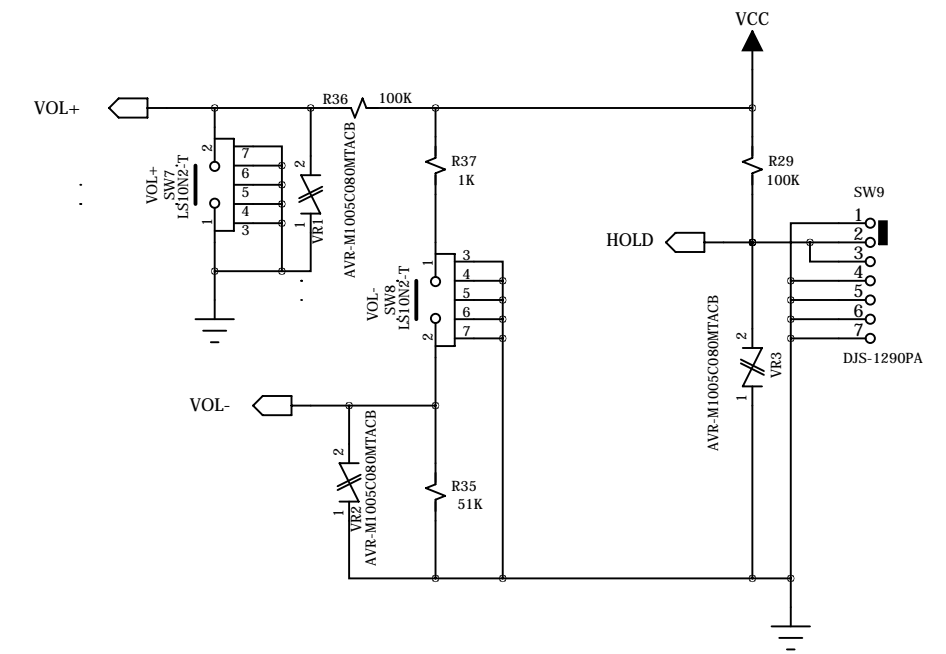 VCC
VOL+
R36
100K
2
7
6
5
4
3
1
VOL+
SW7
LS10N2-T
2
1
VR1
AVR-M1005C080MTACB
R37
1K
R29
100K
SW9
1
2
3
4
5
6
7
DJS-1290PA
HOLD
VOL-
SW8
LS10N2-T
1
3
4
5
6
7
2
2
1
VR3
AVR-M1005C080MTACB
VOL-
2
1
VR2
AVR-M1005C080MTACB
R35
51K